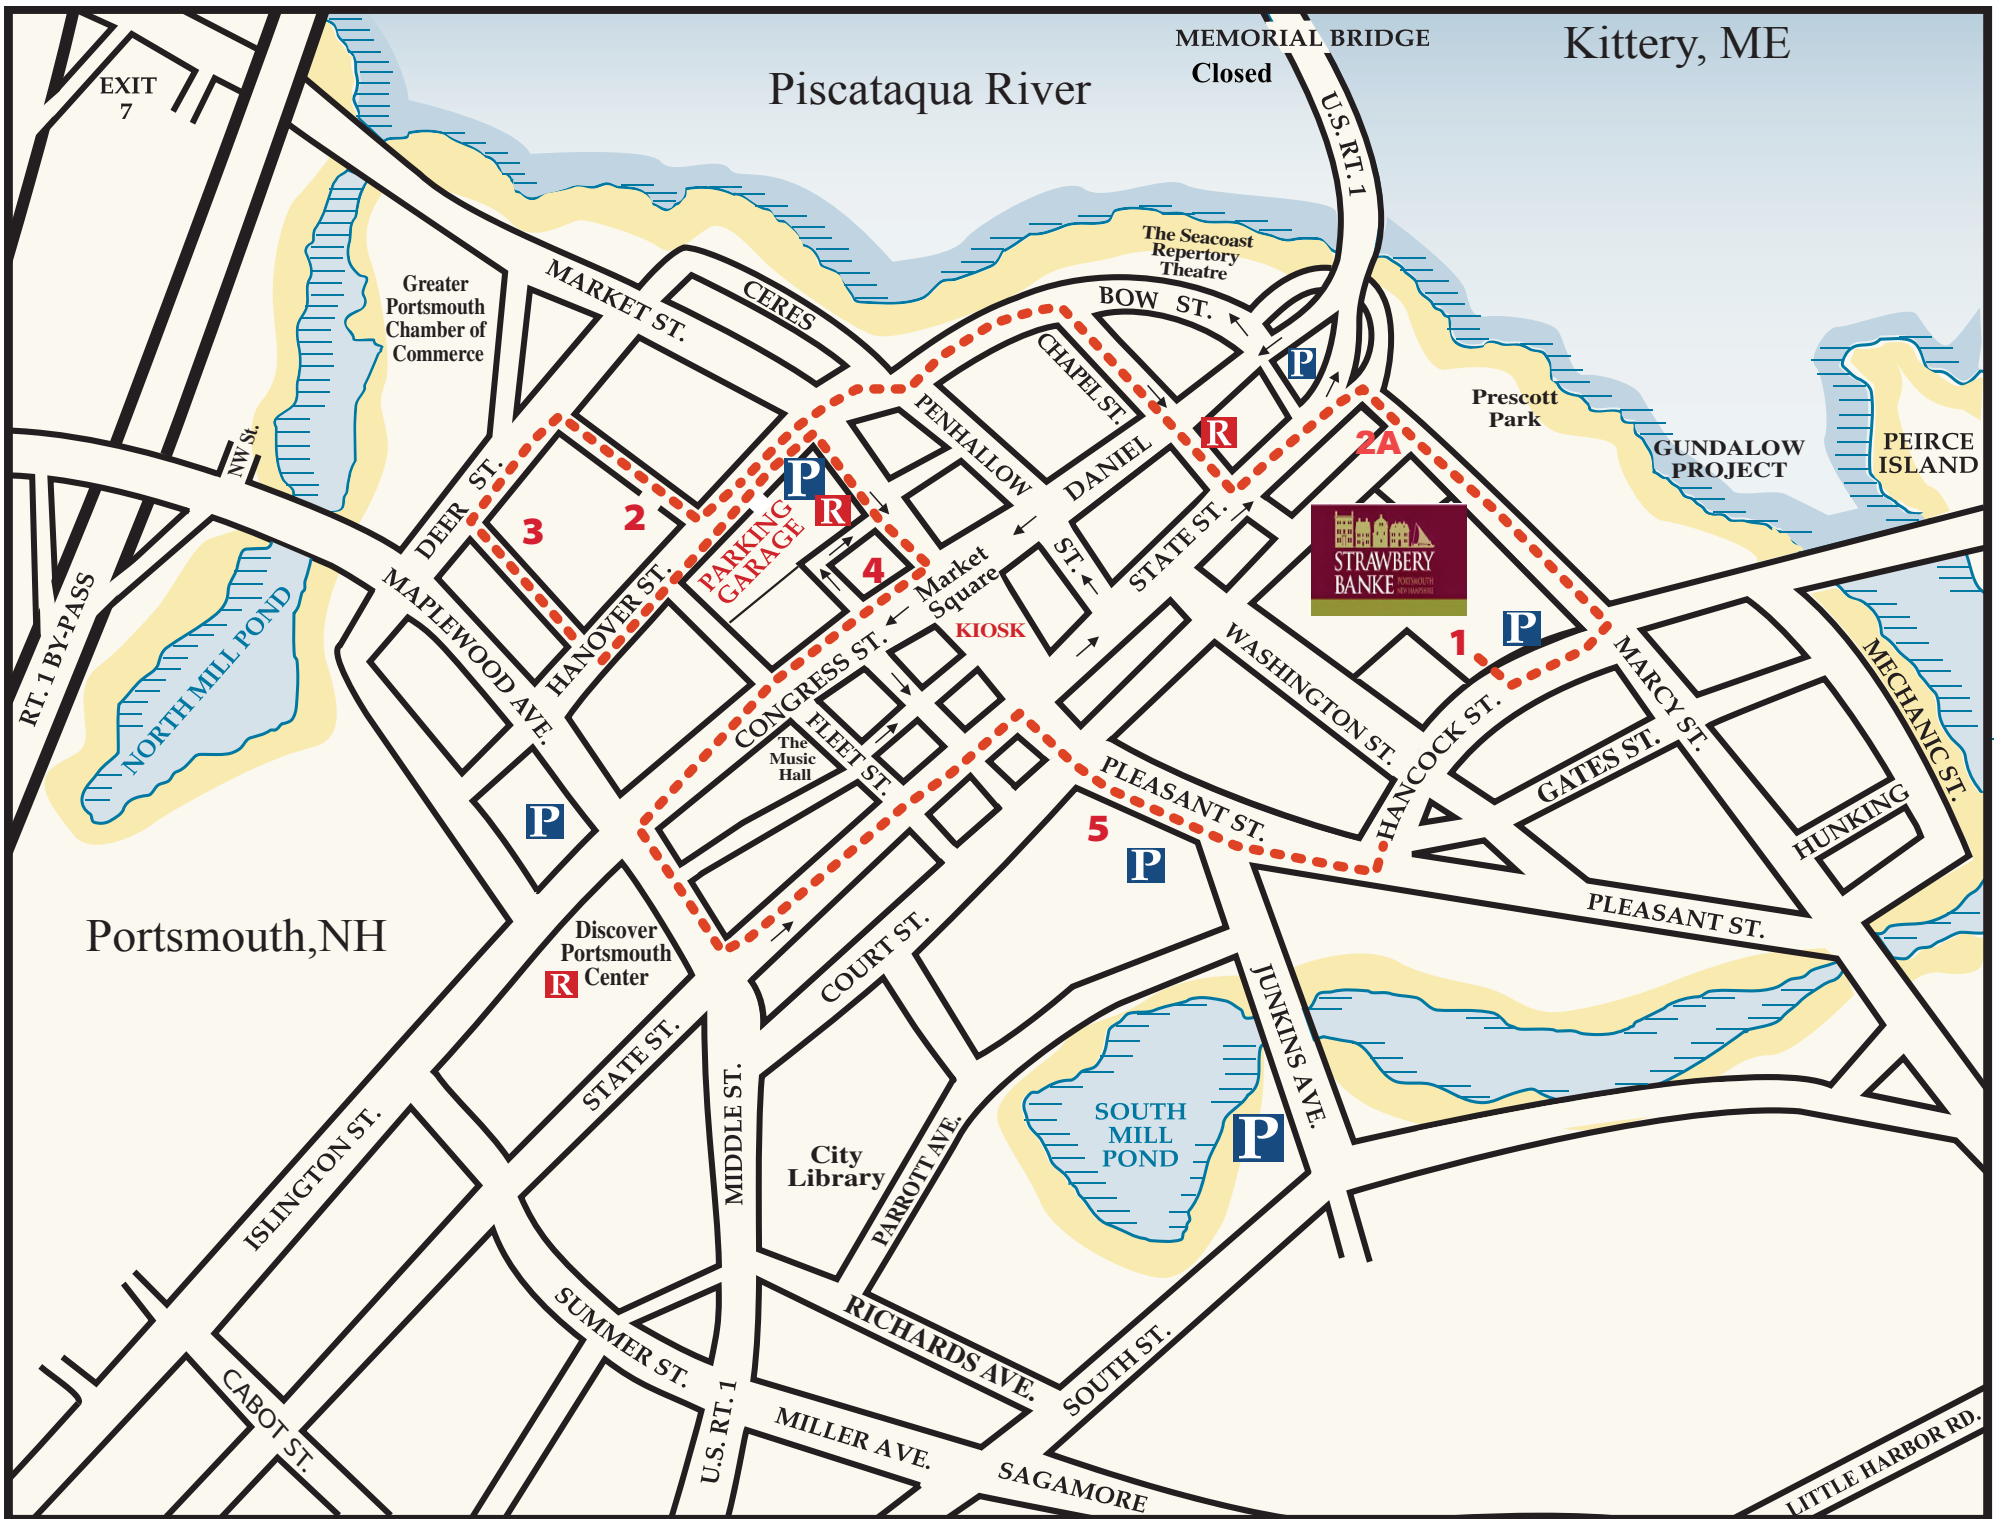 MEMORIAL BRIDGE
Closed
Kittery, ME
Piscataqua River
EXIT
7
U.S. RT. 1
The Seacoast
Repertory
Theatre
Greater
Portsmouth
Chamber of
Commerce
MARKET ST.
CERES
BOW ST.
CHAPEL ST.
P
Prescott
Park
GUNDALOW
PROJECT
PEIRCE
ISLAND
NW St.
DEER ST.
PENHALLOW
ST.
DANIEL
R
2A
P
R
PARKING
GARAGE
2
3
4
HANOVER ST.
Market
Square
KIOSK
STATE ST.
STRAWBERY
BANKE
PORTSMOUTH
NEW HAMPSHIRE
1
P
RT. 1 BY-PASS
NORTH MILL POND
MAPLEWOOD AVE.
CONGRESS ST.
FLEET ST.
The
Music
Hall
WASHINGTON ST.
HANCOCK ST.
MARCY ST.
MECHANIC ST.
GATES ST.
HUNKING
P
PLEASANT ST.
5
P
PLEASANT ST.
Portsmouth,NH
Discover
Portsmouth
Center
R
COURT ST.
STATE ST.
JUNKINS AVE.
MIDDLE ST.
City
Library
PARROTT AVE.
SOUTH
MILL
POND
P
ISLINGTON ST.
SUMMER ST.
RICHARDS AVE.
SOUTH ST.
CABOT ST.
U.S. RT. 1
MILLER AVE.
SAGAMORE
LITTLE HARBOR RD.